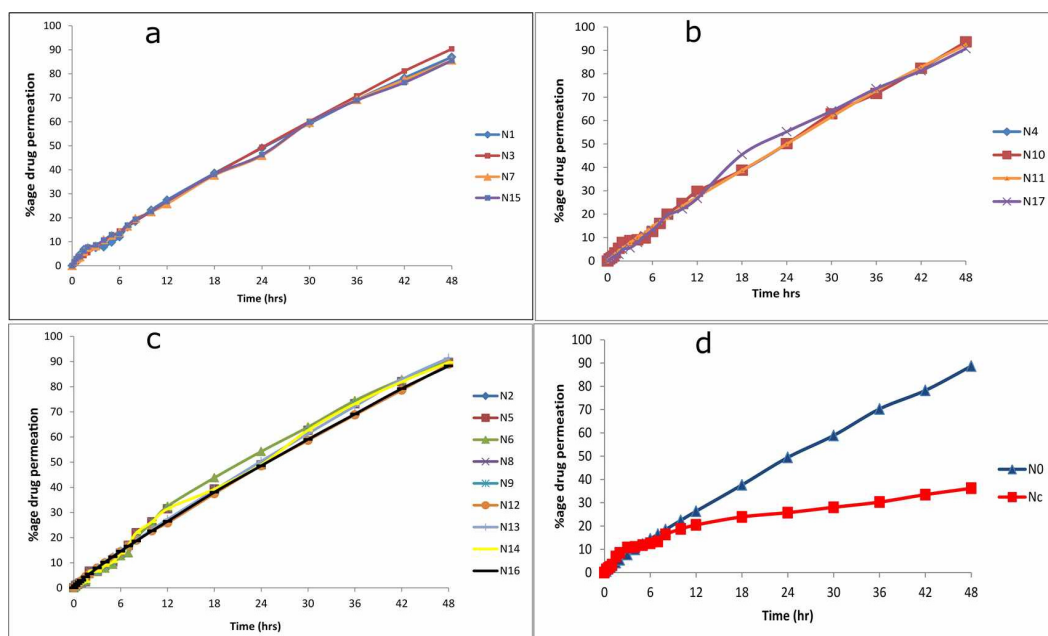 a
%age drug permeation
100
90
80
70
60
50
40
30
20
10
0
0 6 12 18 24 30 36 42 48
Time (hrs)
N1
N3
N7
N15
b
%age drug permeation
100
90
80
70
60
50
40
30
20
10
0
0 6 12 18 24 30 36 42 48
Time hrs
N4
N10
N11
N17
c
%age drug permeation
100
90
80
70
60
50
40
30
20
10
0
0 6 12 18 24 30 36 42 48
Time (hrs)
N2
N5
N6
N8
N9
N12
N13
N14
N16
d
%age drug permeation
100
90
80
70
60
50
40
30
20
10
0
0 6 12 18 24 30 36 42 48
Time (hr)
N0
Nc